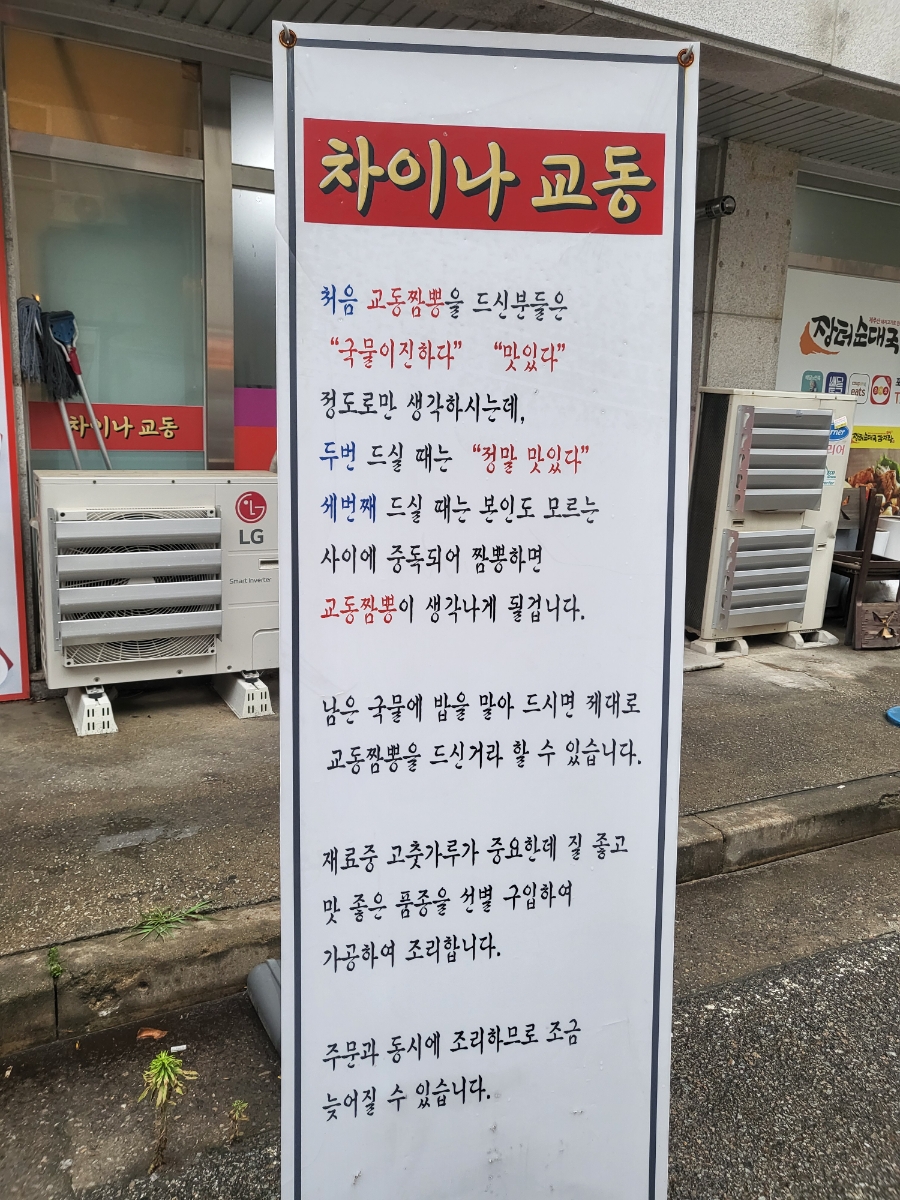 차이나 교동
처음 교동짬뽕을 드신분들은
“국물이진하다” “맛있다”
정도로만 생각하시는데,
두번 드실 때는 “정말 맛있다”
세번째 드실 때는 본인도 모르는
사이에 중독되어 짬뽕하면
교동짬뽕이 생각나게 될겁니다.
남은 국물에 밥을 말아 드시면 제대로
교동짬뽕을 드신거라 할 수 있습니다.
재료중 고춧가루가 중요한데 질 좋고
맛 좋은 품종을 선별 구입하여
가공하여 조리합니다.
주문과 동시에 조리하므로 조금
늦어질 수 있습니다.
차이나 교동
LG
Smart Inverter
장터순대국
eats